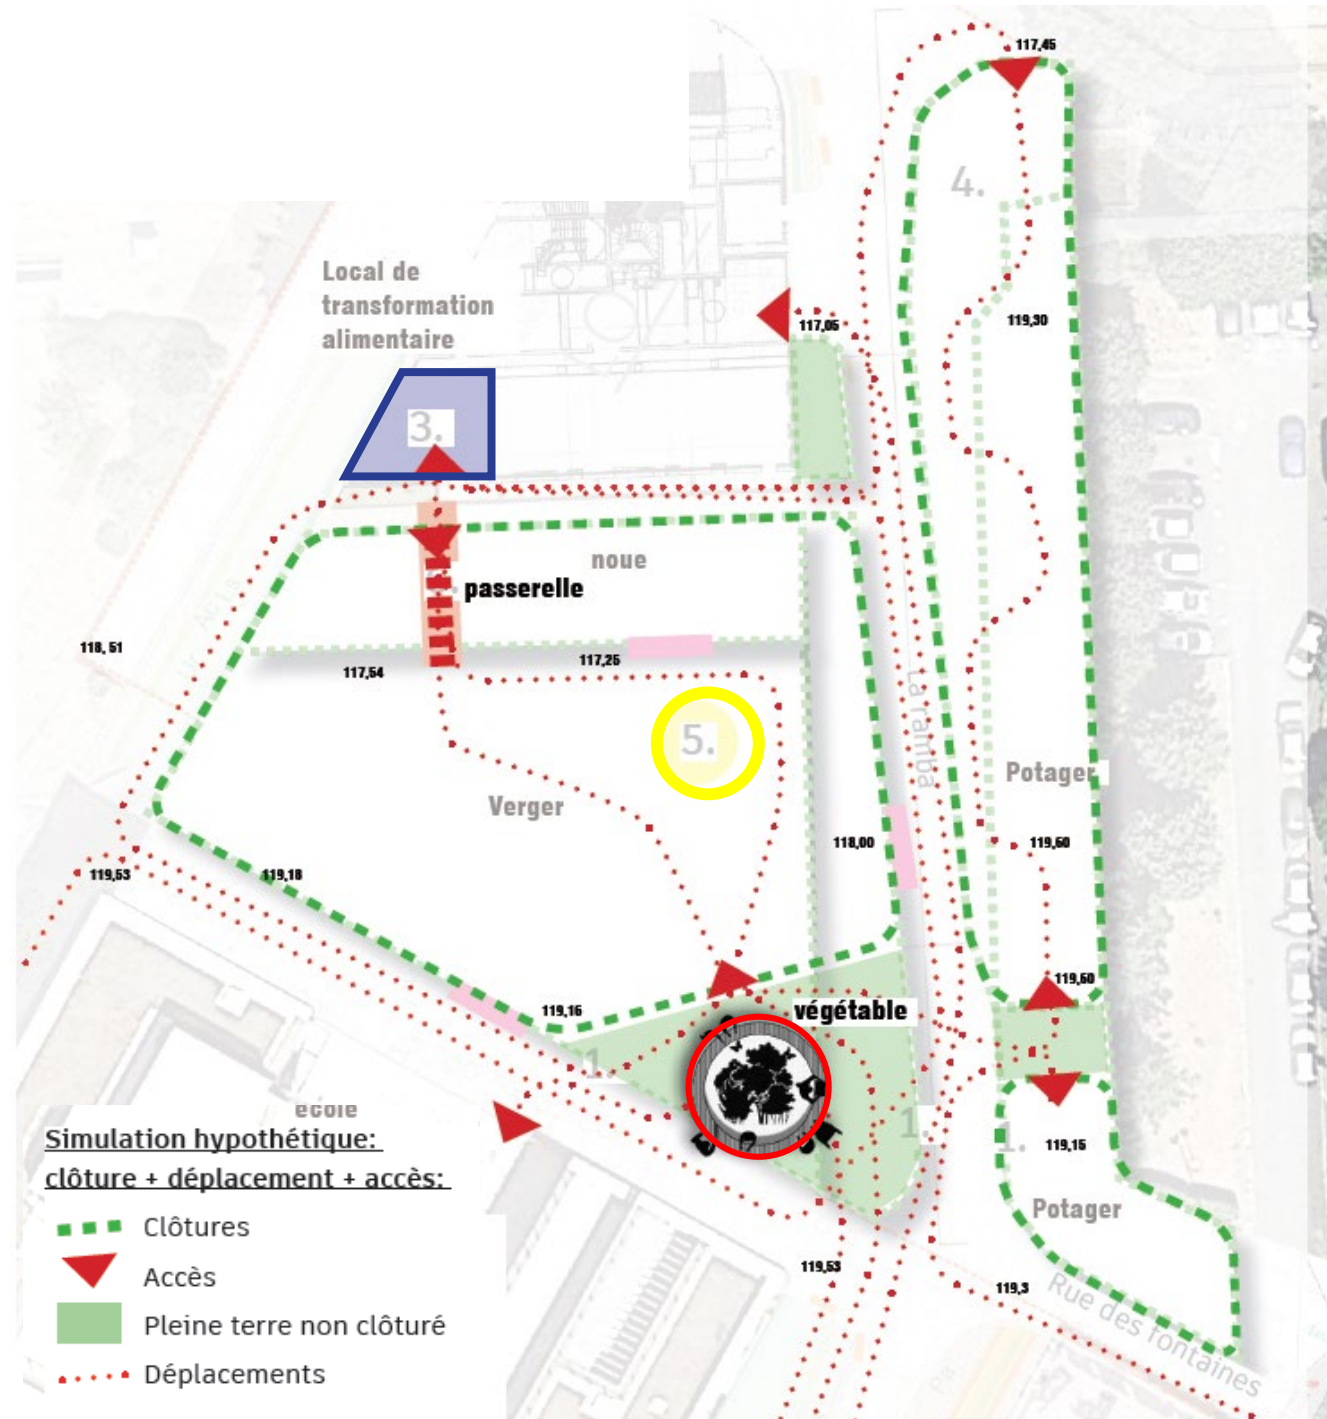 117,45
4.
Local de
transformation
alimentaire
117,05
119,30
3.
noue
passerelle
118, 51
117,54
117,25
La rambla
5.
Potager
Verger
118,00
119,60
119,53
119,18
119,60
119,16
végétable
1.
1.
1.
119,15
école
Potager
Simulation hypothétique:
clôture + déplacement + accès:
Clôtures
Accès
Pleine terre non clôturé
Déplacements
119,53
119,3
Rue des fontaines